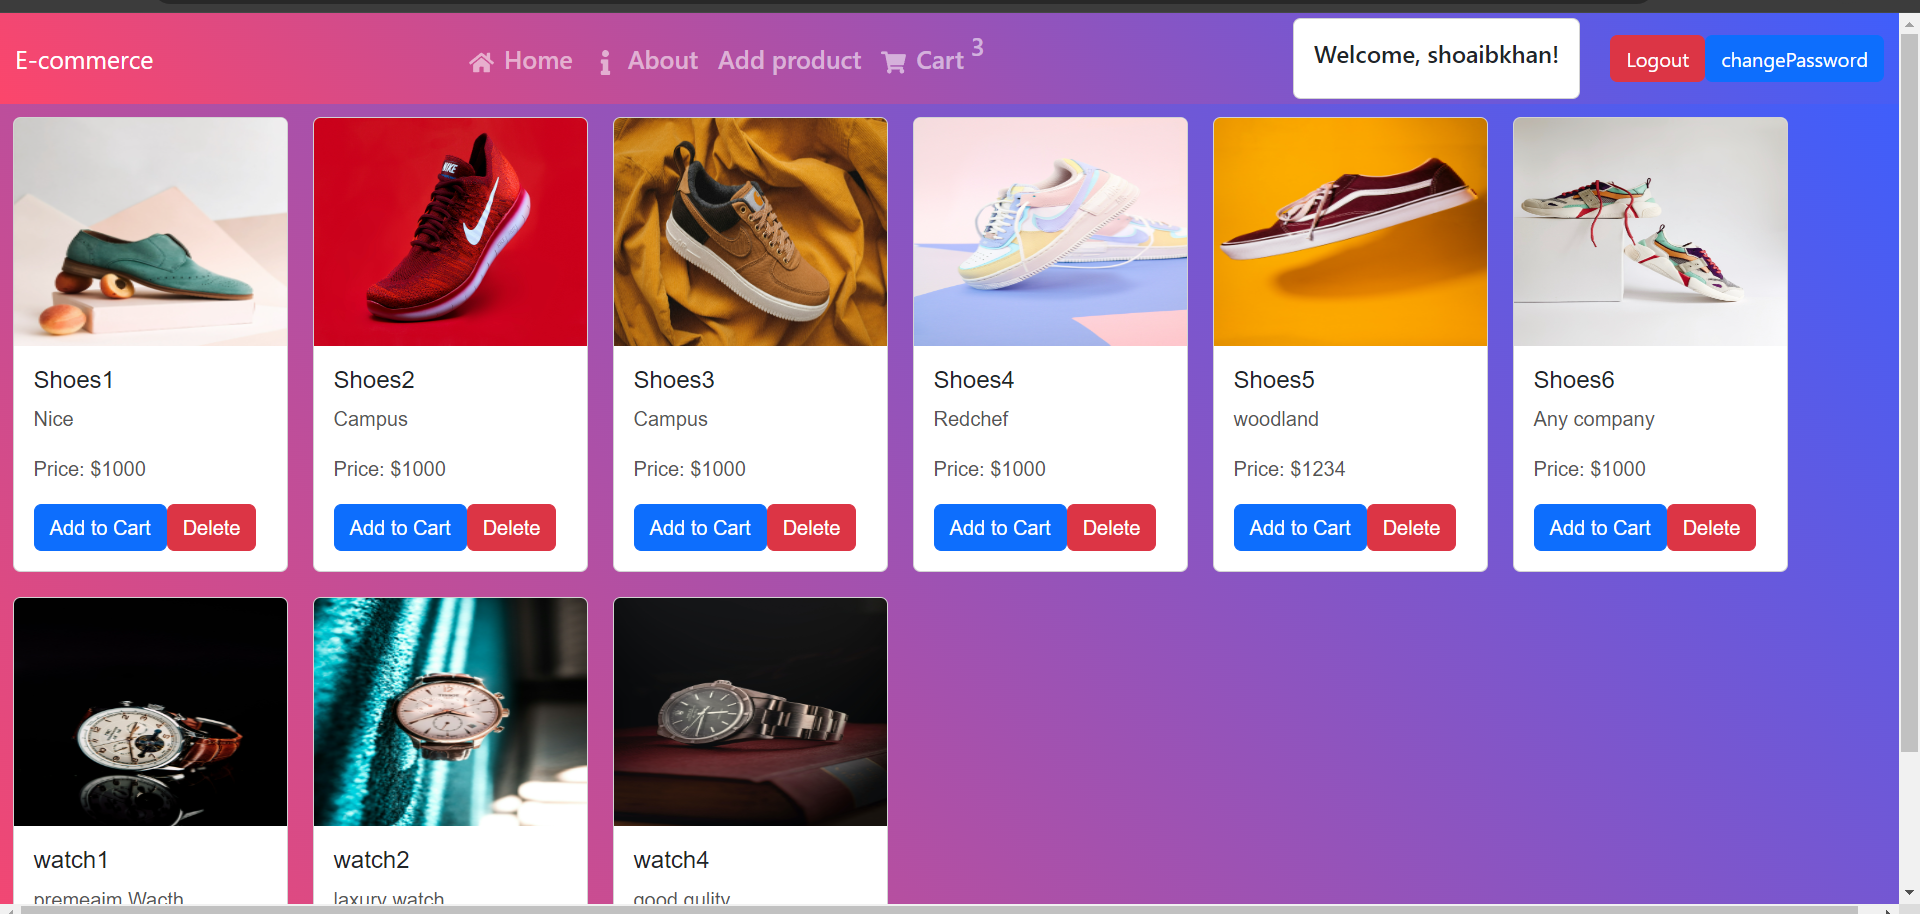 E-commerce
Home
About
Add product
Cart 3
Welcome, shoaibkhan!
Logout
changePassword
NIKE
Shoes1
Nice
Price: $1000
Add to Cart
Delete
Shoes2
Campus
Price: $1000
Add to Cart
Delete
Shoes3
Campus
Price: $1000
Add to Cart
Delete
Shoes4
Redchef
Price: $1000
Add to Cart
Delete
Shoes5
woodland
Price: $1234
Add to Cart
Delete
Shoes6
Any company
Price: $1000
Add to Cart
Delete
watch1
premeaim Wacth
watch2
laxury watch
watch4
good qulity